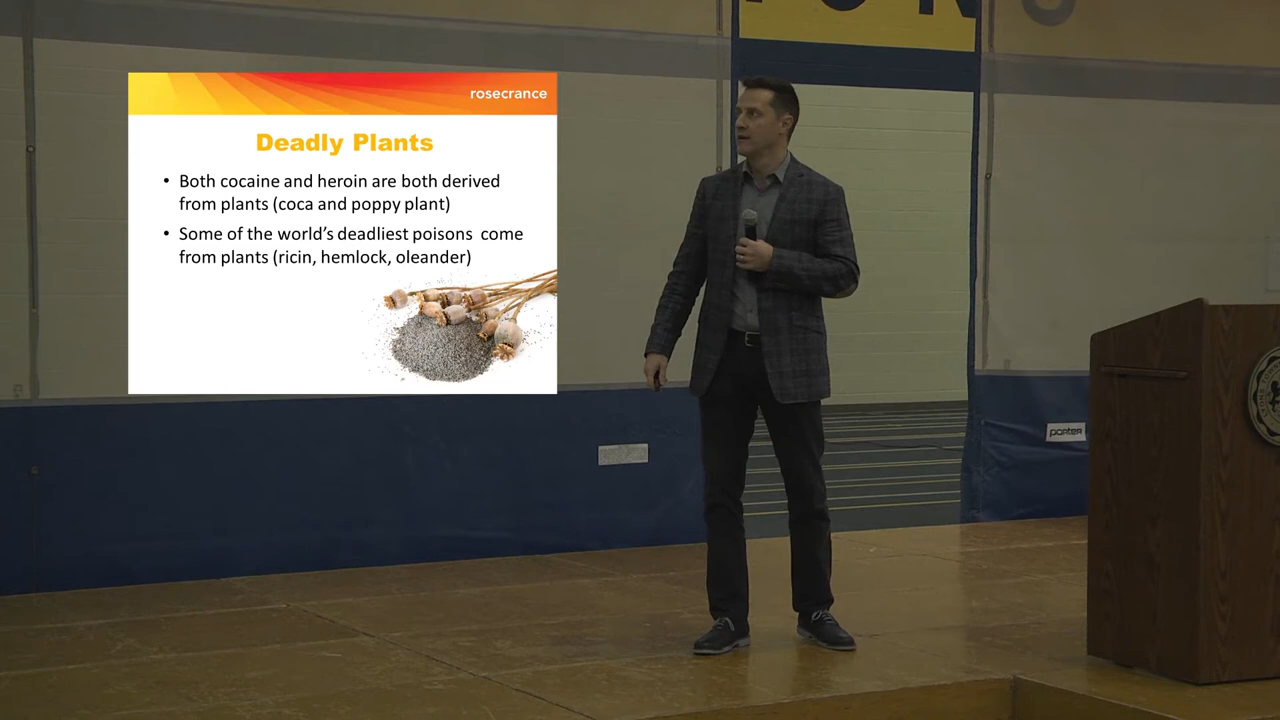 rosecrance
Deadly Plants
• Both cocaine and heroin are both derived
from plants (coca and poppy plant)
• Some of the world's deadliest poisons  come
from plants (ricin, hemlock, oleander)
porter